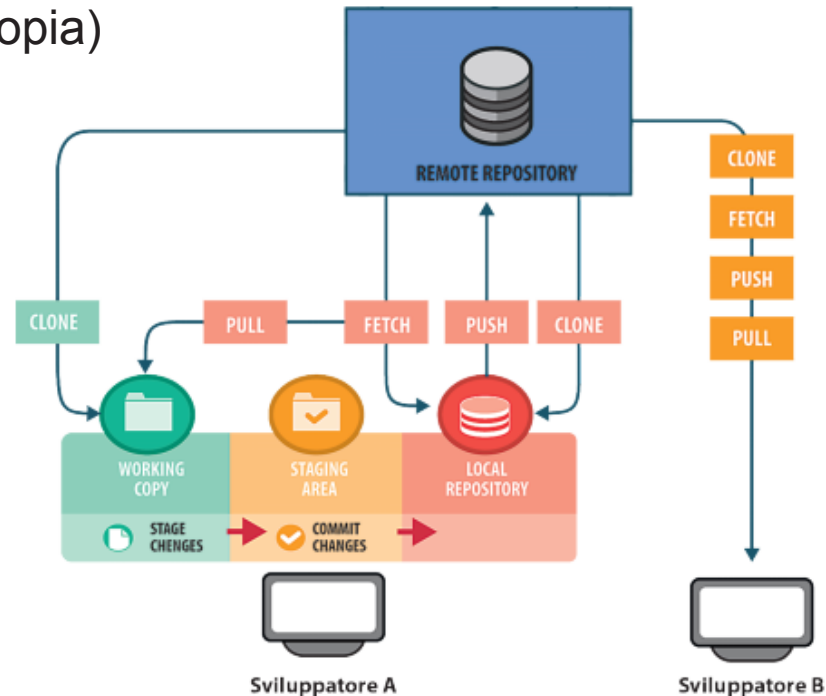 opia)
REMOTE REPOSITORY
CLONE
FETCH
PUSH
PULL
CLONE
PULL
FETCH
PUSH
CLONE
WORKING
COPY
STAGING
AREA
LOCAL
REPOSITORY
STAGE
CHENGES
COMMIT
CHANGES
Sviluppatore A
Sviluppatore B